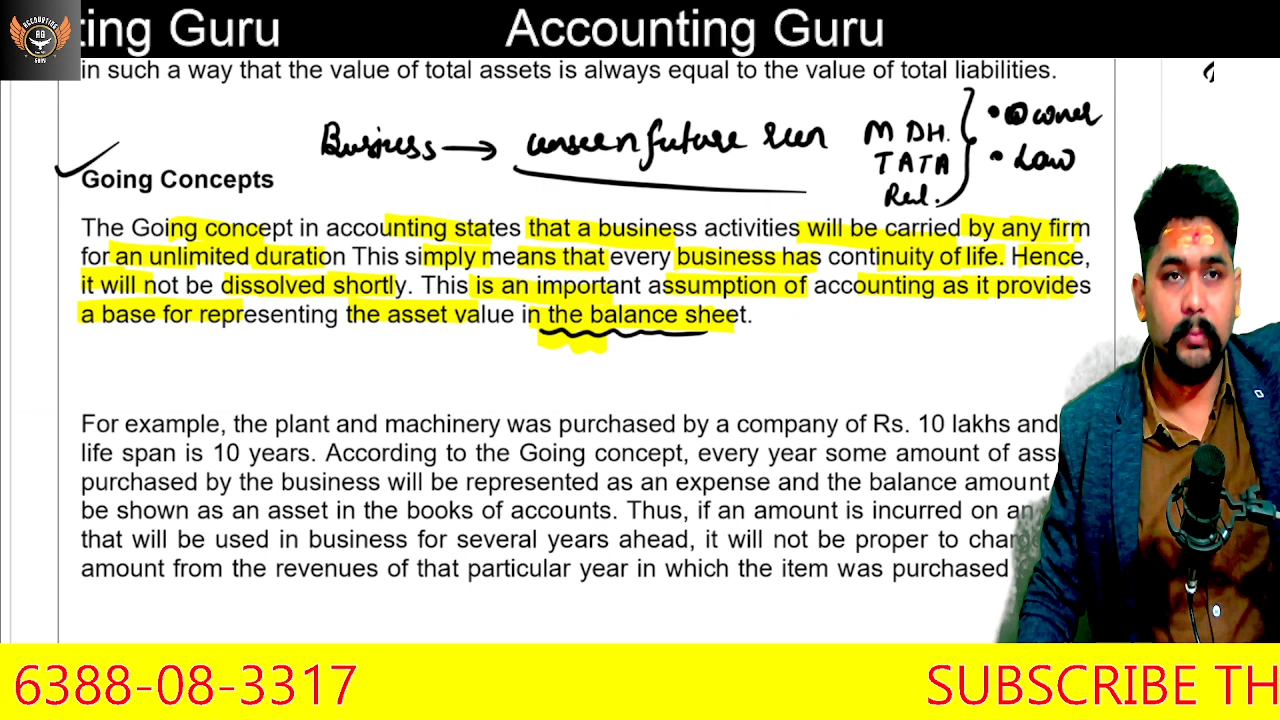 ting Guru Accounting Guru
ACCOUNTING
AG
GURU
in such a way that the value of total assets is always equal to the value of total liabilities.
Business → unseen future run
MDH.
TATA
Rel.
• Owner
• Law
Going Concepts
The Going concept in accounting states that a business activities will be carried by any firm
for an unlimited duration This simply means that every business has continuity of life. Hence,
it will not be dissolved shortly. This is an important assumption of accounting as it provides
a base for representing the asset value in the balance sheet.
For example, the plant and machinery was purchased by a company of Rs. 10 lakhs and
life span is 10 years. According to the Going concept, every year some amount of ass
purchased by the business will be represented as an expense and the balance amount
be shown as an asset in the books of accounts. Thus, if an amount is incurred on an
that will be used in business for several years ahead, it will not be proper to char
amount from the revenues of that particular year in which the item was purchased
6388-08-3317 SUBSCRIBE TH